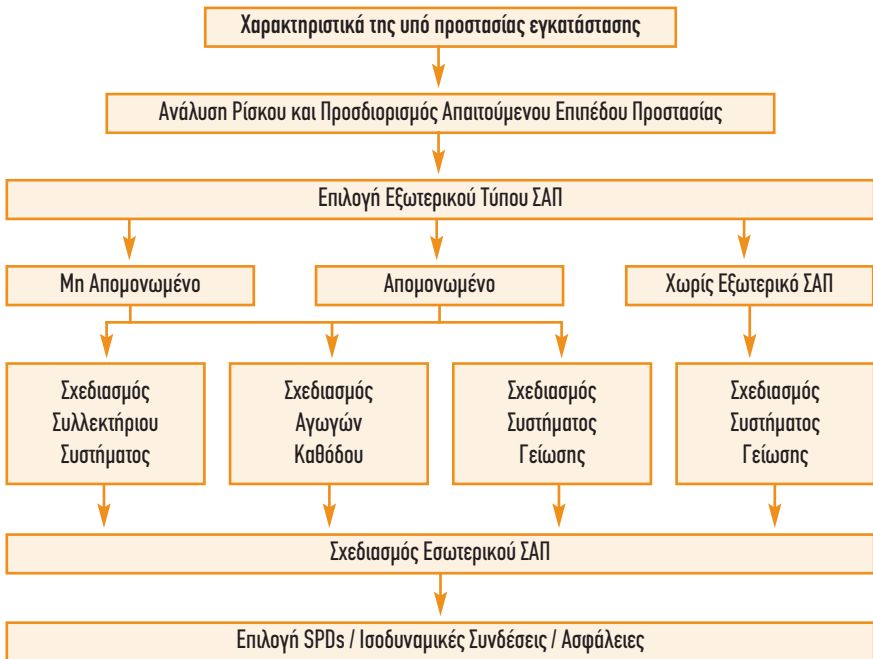 Χαρακτηριστικά της υπό προστασίας εγκατάστασης
Ανάλυση Ρίσκου και Προσδιορισμός Απαιτούμενου Επιπέδου Προστασίας
Επιλογή Εξωτερικού Τύπου ΣΑΠ
Μη Απομονωμένο
Απομονωμένο
Χωρίς Εξωτερικό ΣΑΠ
Σχεδιασμός
Συλλεκτήριου
Συστήματος
Σχεδιασμός
Αγωγών
Καθόδου
Σχεδιασμός
Συστήματος
Γείωσης
Σχεδιασμός
Συστήματος
Γείωσης
Σχεδιασμός Εσωτερικού ΣΑΠ
Επιλογή SPDs / Ισοδυναμικές Συνδέσεις / Ασφάλειες